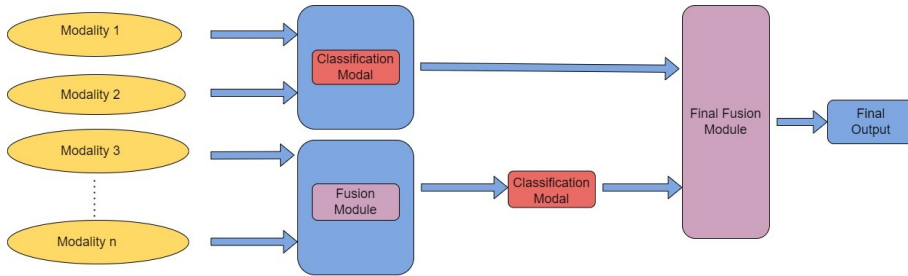 Modality 1
Modality 2
Modality 3
Modality n
Classification
Modal
Fusion
Module
Classification
Modal
Final Fusion
Module
Final
Output